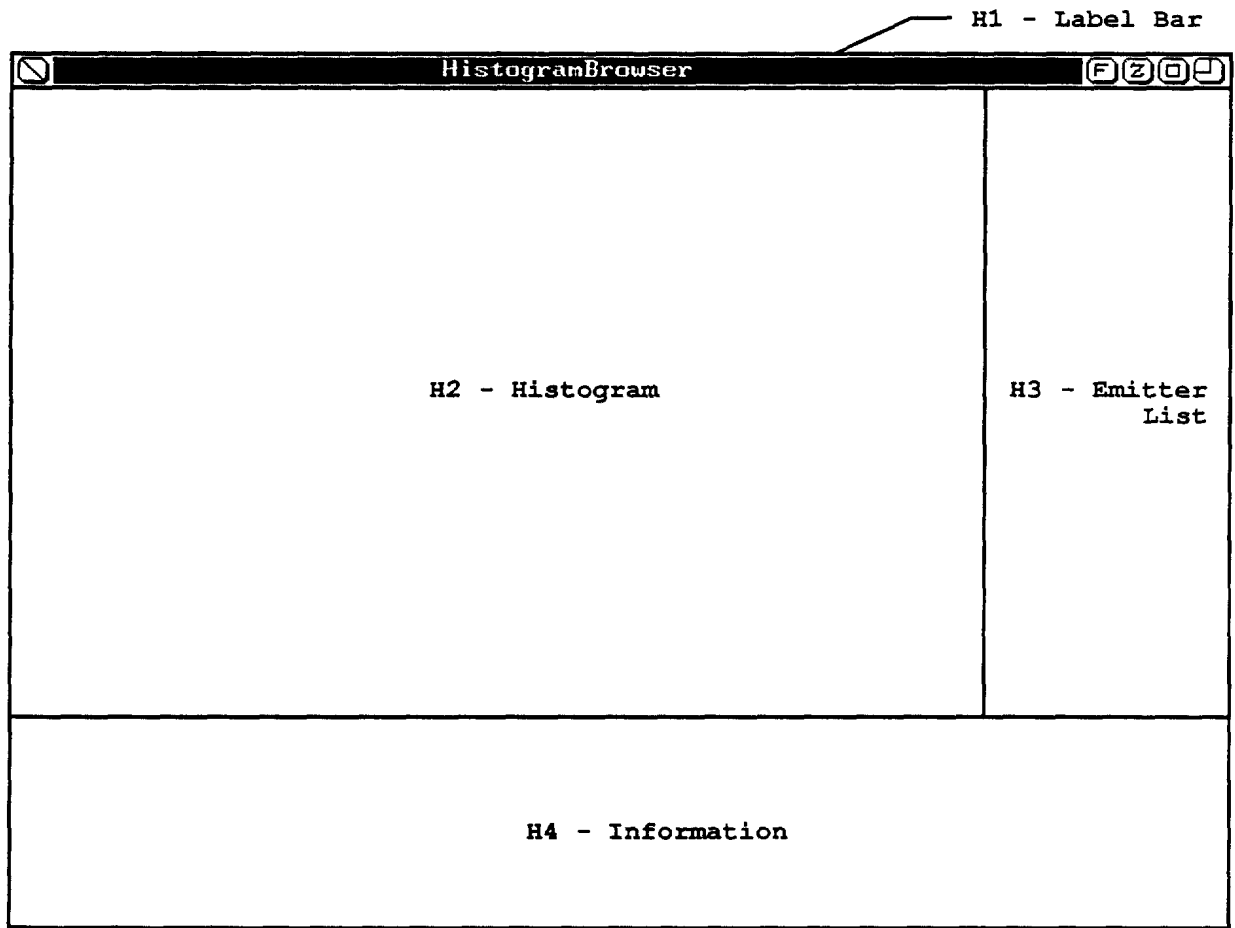 H1 - Label Bar
HistogramBrowser
F Z
H2 - Histogram
H3 - Emitter
List
H4 - Information